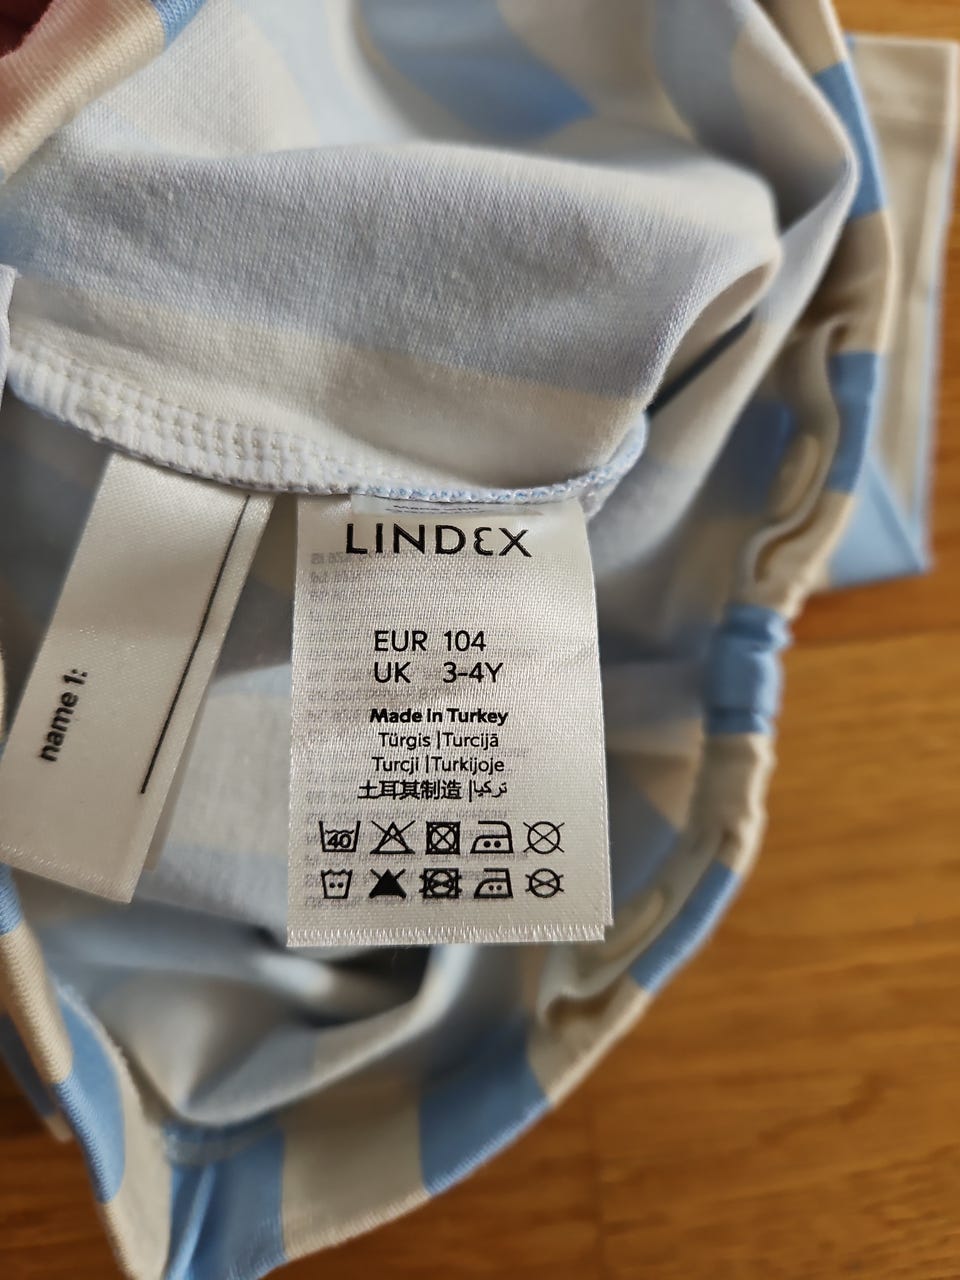 LINDEX
EUR 104
UK 3-4Y
Made in Turkey
Türgis |Turcijā
Turcji |Turkijoje
土耳其制造 |تركيا
40
name 1: